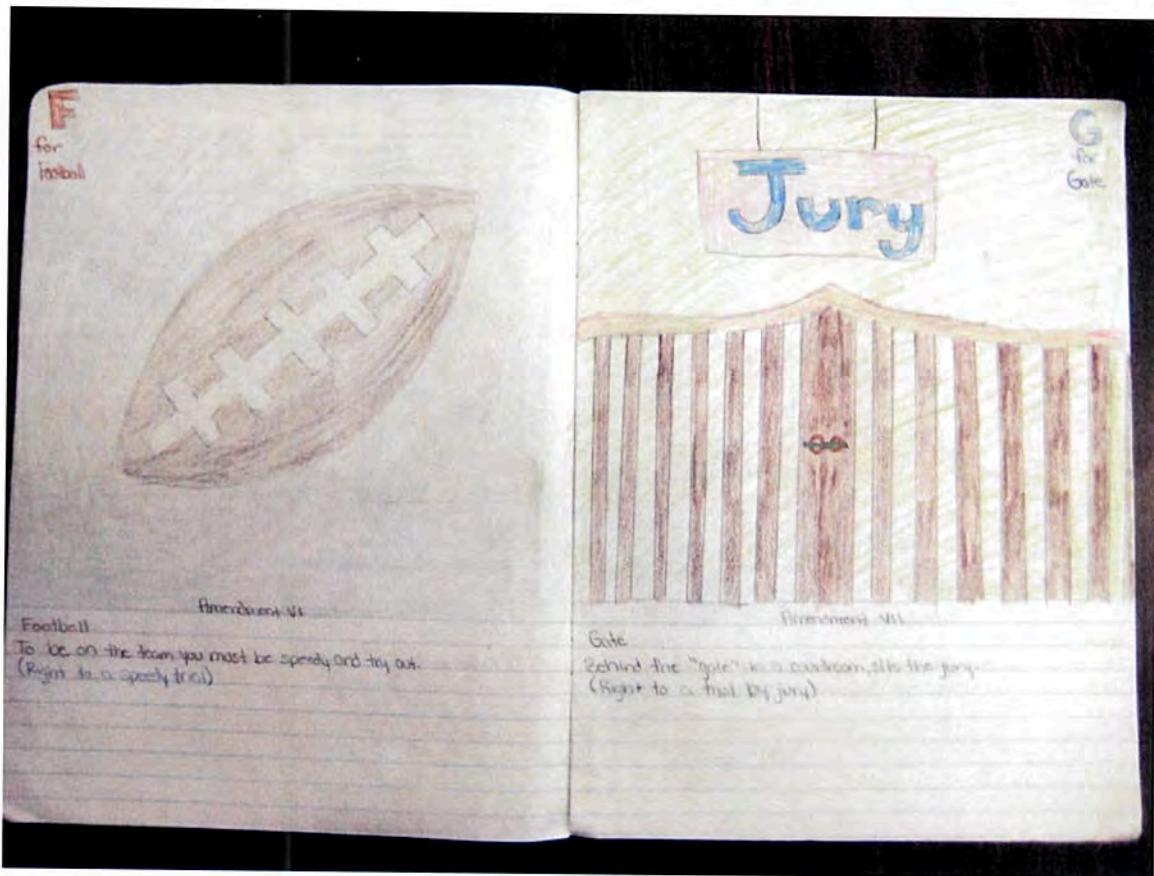 F
for
Football
Amendment VI
Football
To be on the team you must be speedy and try out.
(Right to a speedy trial)
G
for
Gate
Jury
Amendment VII
Gate
Behind the "gate" in a courtroom, sits the jury.
(Right to a trial by jury)